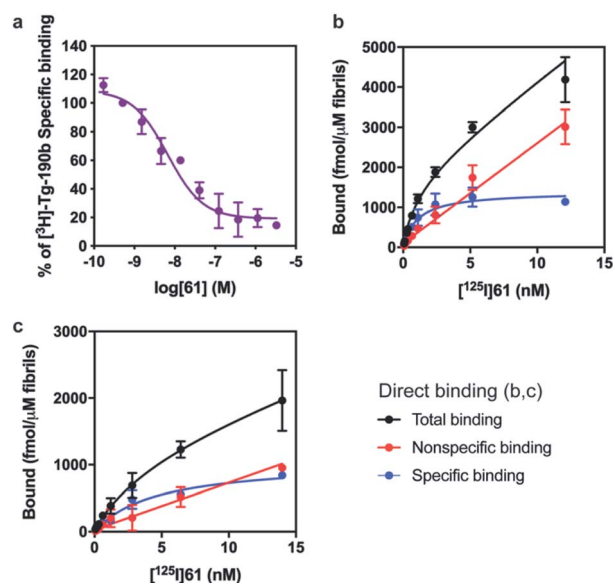 a
% of [³H]-Tg-190b Specific binding
140
120
100
80
60
40
20
0
-10 -9 -8 -7 -6 -5
log[61] (M)
b
Bound (fmol/µM fibrils)
5000
4000
3000
2000
1000
0
0 5 10 15
[¹²⁵I]61 (nM)
c
Bound (fmol/µM fibrils)
3000
2000
1000
0
0 5 10 15
[¹²⁵I]61 (nM)
Direct binding (b,c)
Total binding
Nonspecific binding
Specific binding